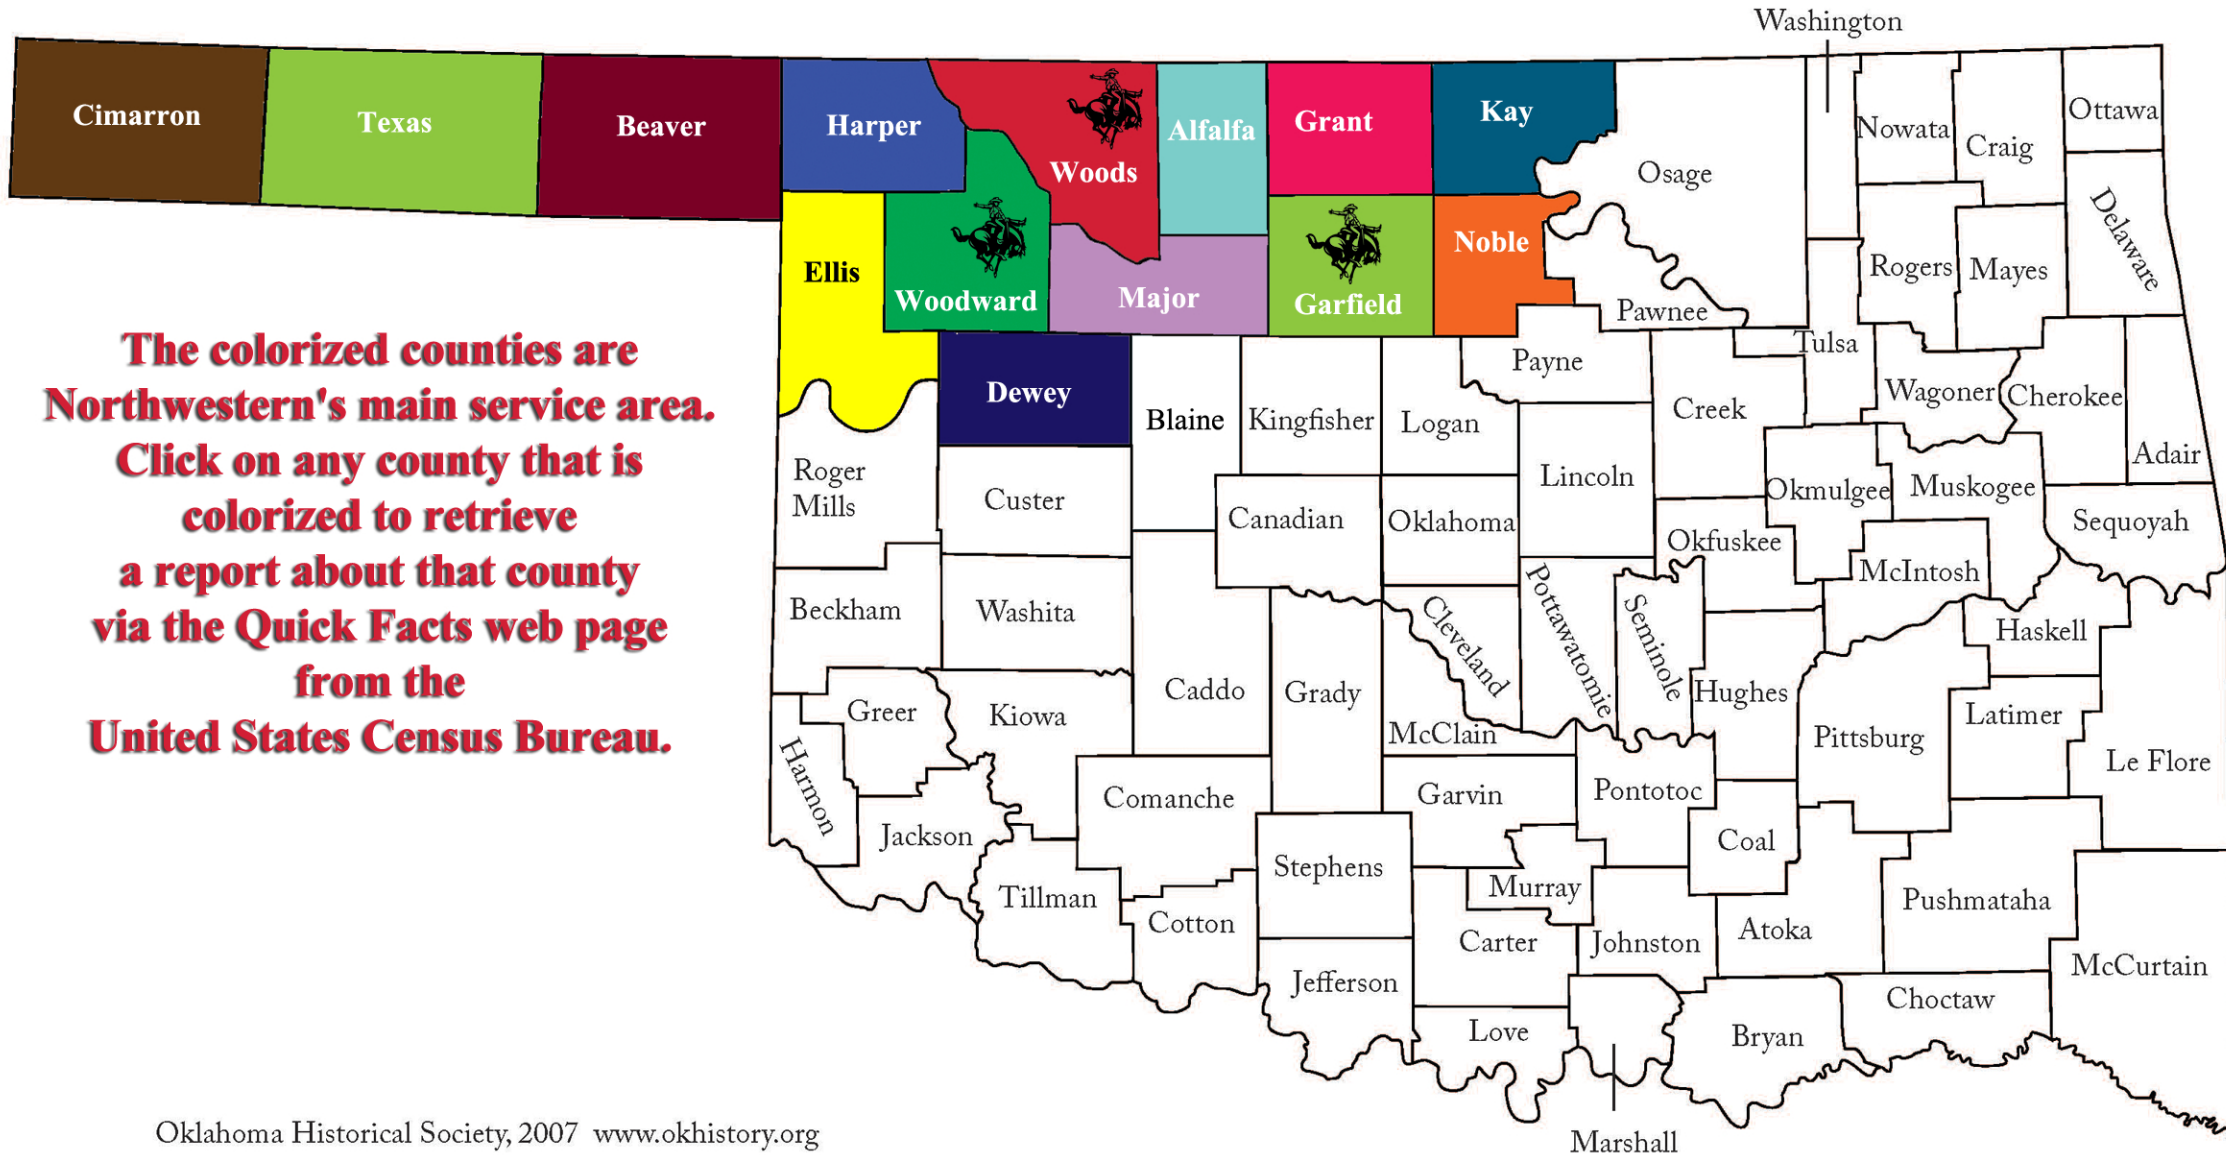 Washington
Cimarron
Texas
Beaver
Harper
Woods
Alfalfa
Grant
Kay
Osage
Nowata
Craig
Ottawa
Delaware
Ellis
Woodward
Major
Garfield
Noble
Pawnee
Rogers
Mayes
The colorized counties are
Northwestern's main service area.
Click on any county that is
colorized to retrieve
a report about that county
via the Quick Facts web page
from the
United States Census Bureau.
Dewey
Blaine
Kingfisher
Logan
Payne
Creek
Tulsa
Wagoner
Cherokee
Adair
Roger
Mills
Custer
Canadian
Oklahoma
Lincoln
Okmulgee
Muskogee
Sequoyah
Okfuskee
McIntosh
Beckham
Washita
Caddo
Grady
Cleveland
Pottawatomie
Seminole
Hughes
Haskell
Greer
Kiowa
McClain
Pittsburg
Latimer
Le Flore
Harmon
Jackson
Comanche
Garvin
Pontotoc
Coal
Stephens
Murray
Tillman
Cotton
Carter
Johnston
Atoka
Pushmataha
McCurtain
Jefferson
Love
Bryan
Choctaw
Marshall
Oklahoma Historical Society, 2007 www.okhistory.org